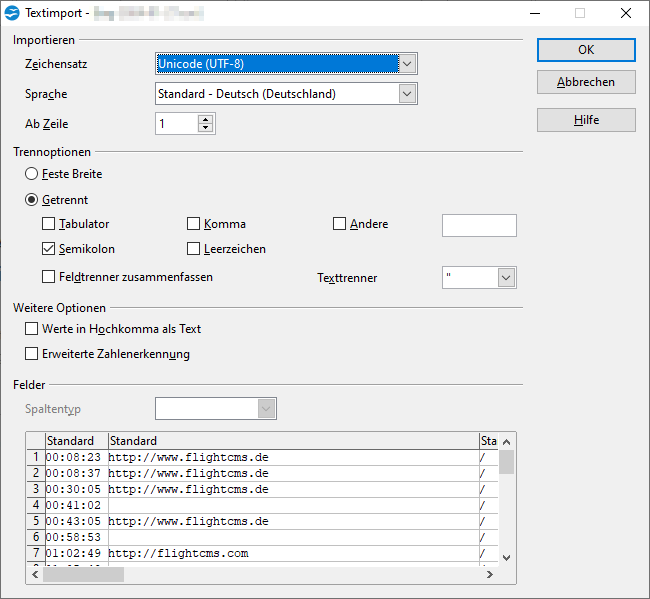 Textimport -
Importieren
Zeichensatz Unicode (UTF-8)
Sprache Standard - Deutsch (Deutschland)
Ab Zeile 1
Trennoptionen
Feste Breite
Getrennt
Tabulator Komma Andere
Semikolon Leerzeichen
Feldtrenner zusammenfassen Texttrenner "
Weitere Optionen
Werte in Hochkomma als Text
Erweiterte Zahlenerkennung
Felder
Spaltentyp
Standard Standard Sta
1 00:08:23 http://www.flightcms.de /
2 00:08:37 http://www.flightcms.de /
3 00:30:05 http://www.flightcms.de /
4 00:41:02 /
5 00:43:05 http://www.flightcms.de /
6 00:58:53 /
7 01:02:49 http://flightcms.com /
OK
Abbrechen
Hilfe